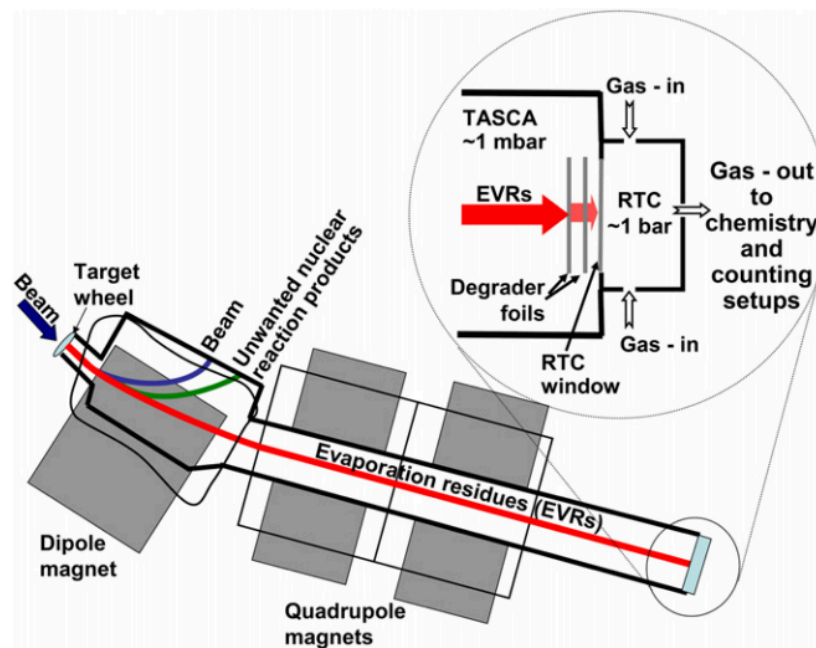 Gas - in
TASCA
~1 mbar
EVRs
RTC
~1 bar
Gas - out
to
chemistry
and
counting
setups
Degrader
foils
RTC
window
Gas - in
Beam
Target
wheel
Beam
Unwanted nuclear
reaction products
Evaporation residues (EVRs)
Dipole
magnet
Quadrupole
magnets